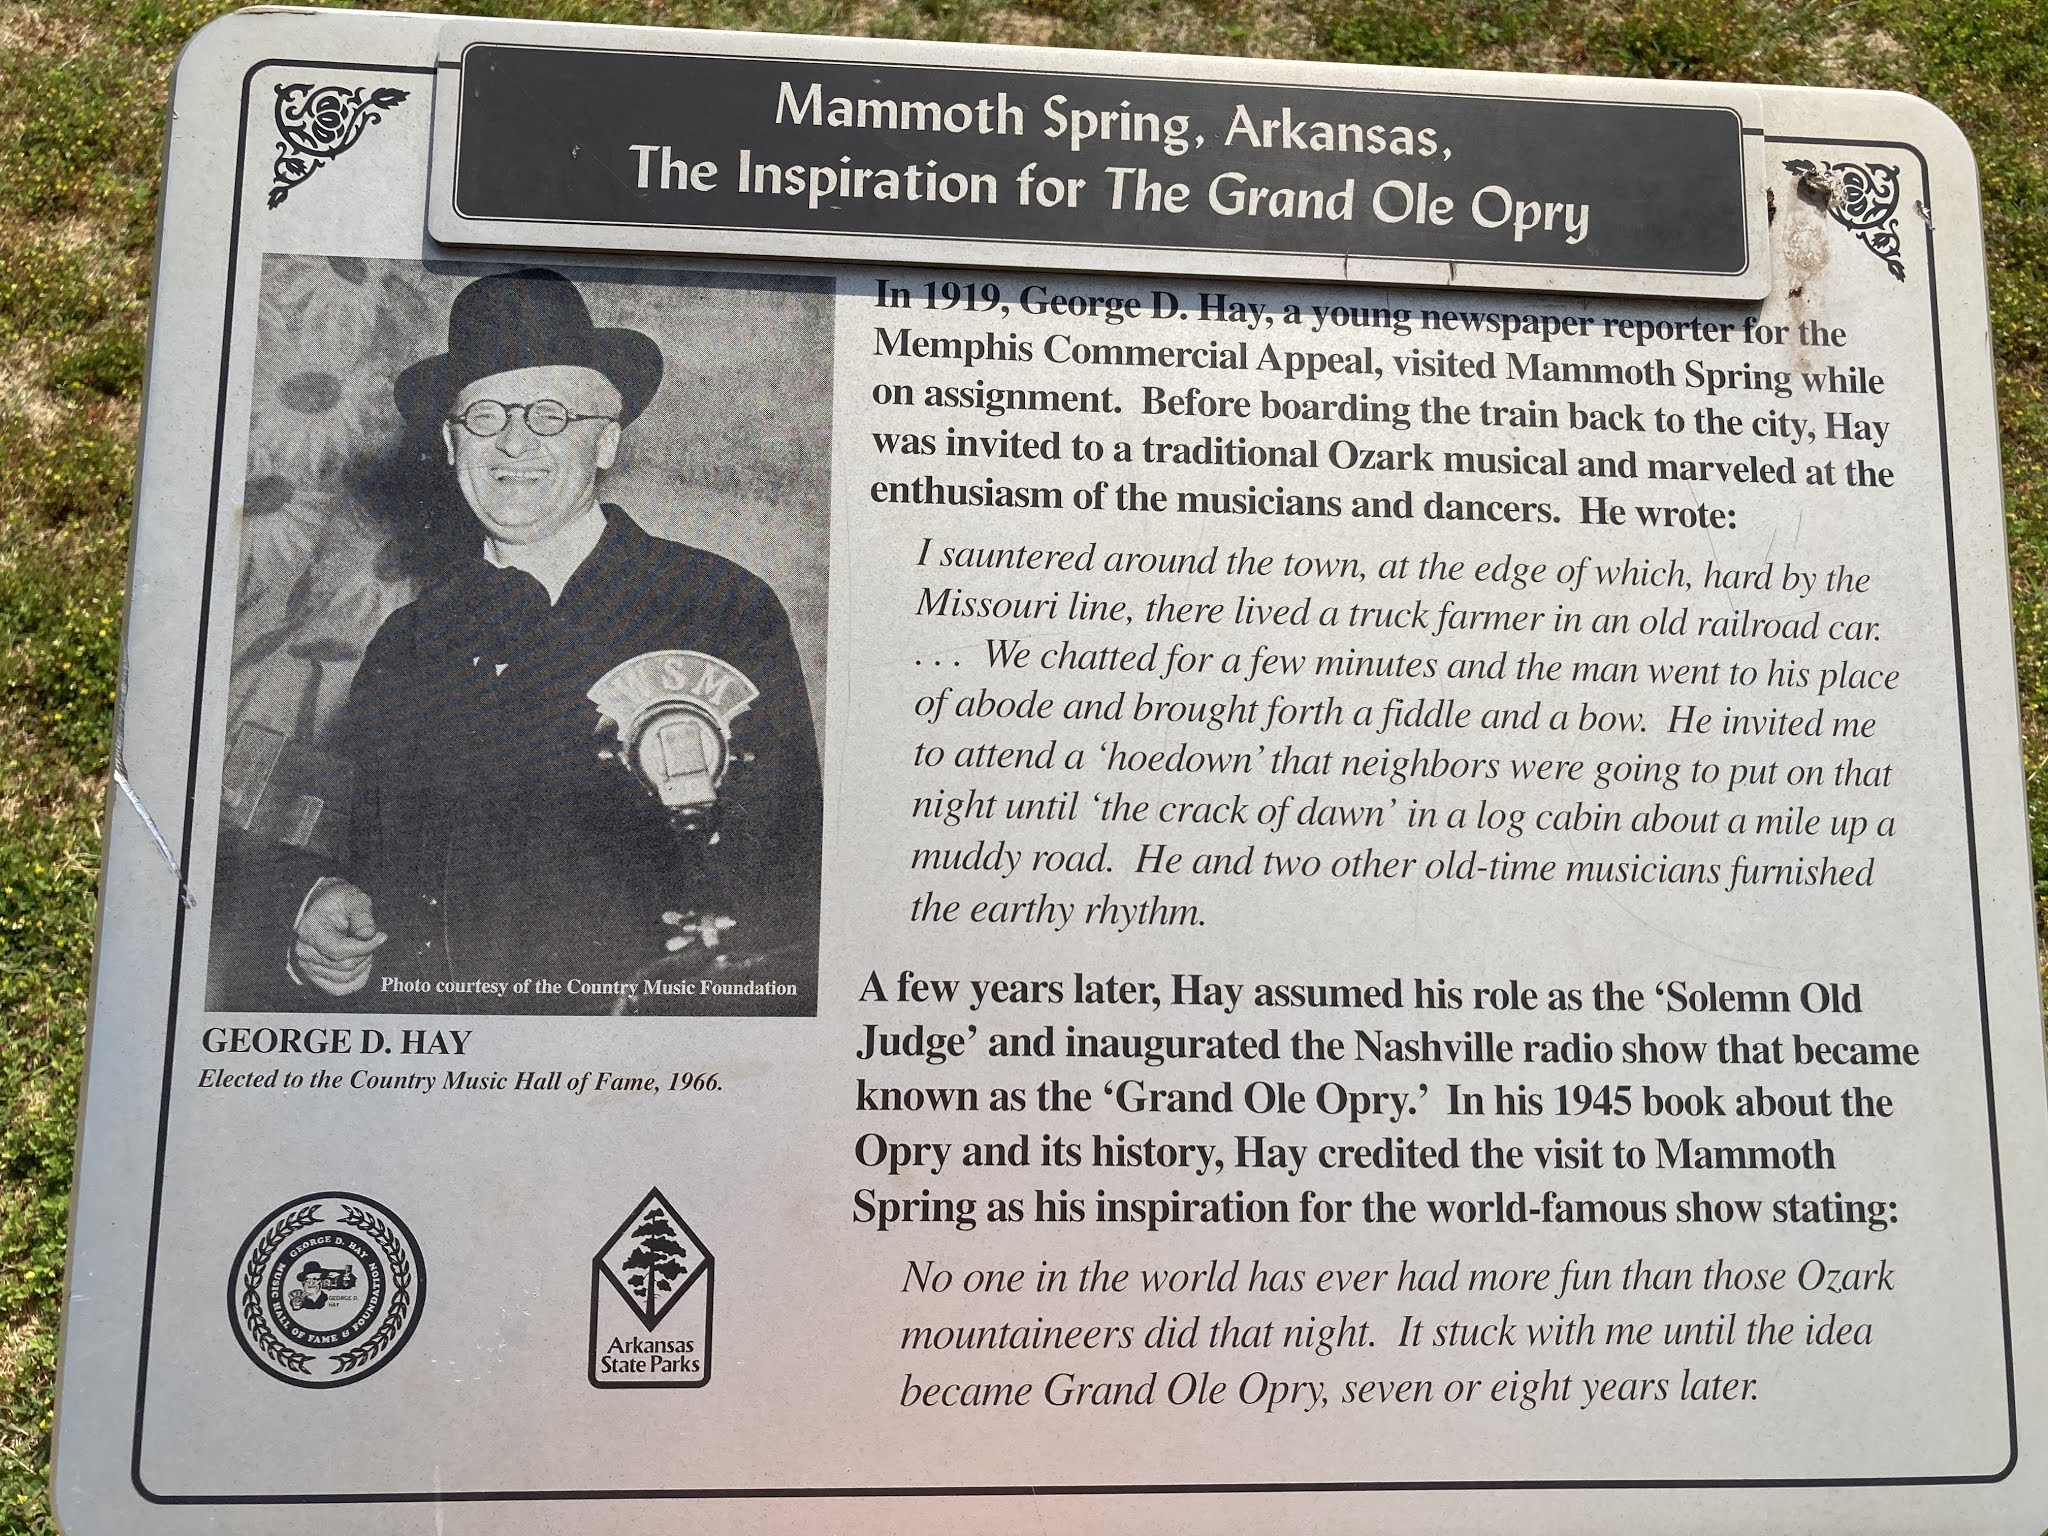 Mammoth Spring, Arkansas,
The Inspiration for The Grand Ole Opry
In 1919, George D. Hay, a young newspaper reporter for the
Memphis Commercial Appeal, visited Mammoth Spring while
on assignment. Before boarding the train back to the city, Hay
was invited to a traditional Ozark musical and marveled at the
enthusiasm of the musicians and dancers. He wrote:
I sauntered around the town, at the edge of which, hard by the
Missouri line, there lived a truck farmer in an old railroad car.
. . . We chatted for a few minutes and the man went to his place
of abode and brought forth a fiddle and a bow. He invited me
to attend a ‘hoedown’ that neighbors were going to put on that
night until ‘the crack of dawn’ in a log cabin about a mile up a
muddy road. He and two other old-time musicians furnished
the earthy rhythm.
A few years later, Hay assumed his role as the ‘Solemn Old
Judge’ and inaugurated the Nashville radio show that became
known as the ‘Grand Ole Opry.’ In his 1945 book about the
Opry and its history, Hay credited the visit to Mammoth
Spring as his inspiration for the world-famous show stating:
No one in the world has ever had more fun than those Ozark
mountaineers did that night. It stuck with me until the idea
became Grand Ole Opry, seven or eight years later.
WSM
Photo courtesy of the Country Music Foundation
GEORGE D. HAY
Elected to the Country Music Hall of Fame, 1966.
GEORGE D. HAY
MUSIC HALL OF FAME & FOUNDATION
GEORGE D.
HAY
Arkansas
State Parks